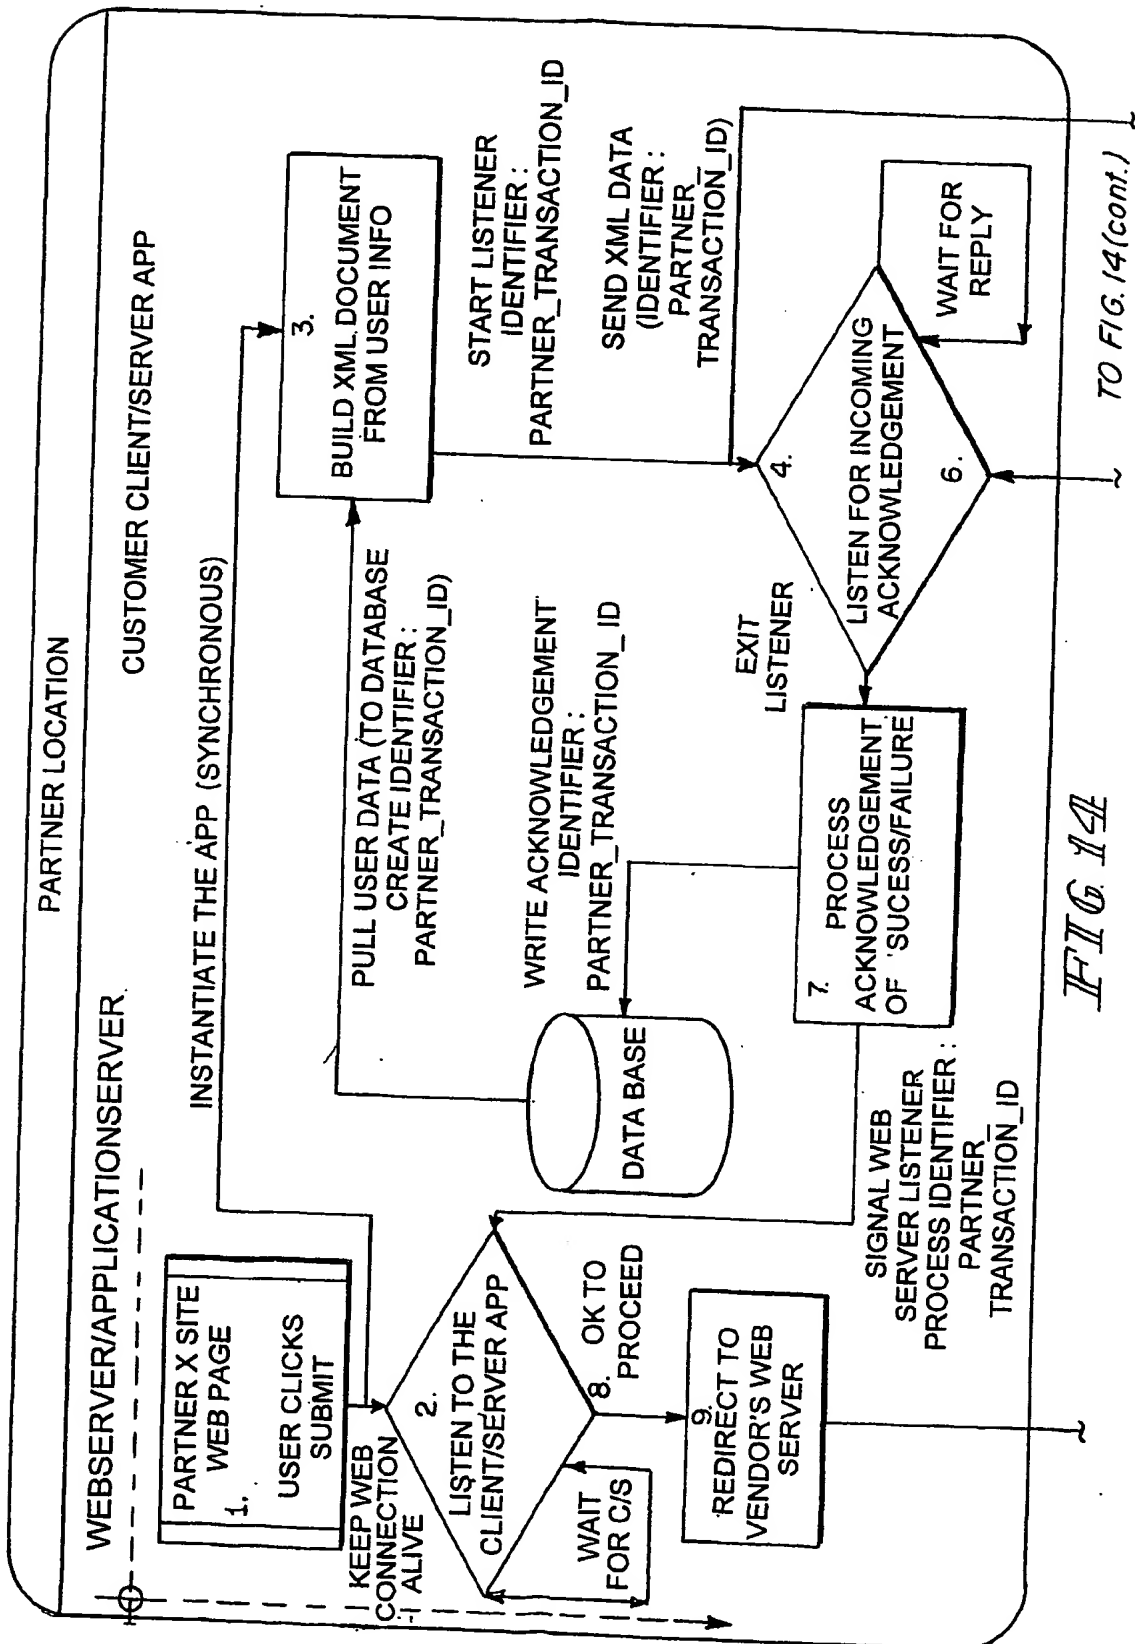 PARTNER LOCATION
WEBSERVER/APPLICATIONSERVER
CUSTOMER CLIENT/SERVER APP
INSTANTIATE THE APP (SYNCHRONOUS)
PARTNER X SITE
WEB PAGE
1.
USER CLICKS
SUBMIT
KEEP WEB
CONNECTION
ALIVE
2.
LISTEN TO THE
CLIENT/SERVER APP
WAIT
FOR C/S
8. OK TO
PROCEED
9.
REDIRECT TO
VENDOR'S WEB
SERVER
3.
BUILD XML DOCUMENT
FROM USER INFO
PULL USER DATA (TO DATABASE
CREATE IDENTIFIER:
PARTNER_TRANSACTION_ID)
DATA BASE
WRITE ACKNOWLEDGEMENT
IDENTIFIER:
PARTNER_TRANSACTION_ID
START LISTENER
IDENTIFIER:
PARTNER_TRANSACTION_ID
SEND XML DATA
(IDENTIFIER:
PARTNER_
TRANSACTION_ID)
4.
LISTEN FOR INCOMING
ACKNOWLEDGEMENT
6.
WAIT FOR
REPLY
EXIT
LISTENER
7.
PROCESS
ACKNOWLEDGEMENT
OF SUCESS/FAILURE
SIGNAL WEB
SERVER LISTENER
PROCESS IDENTIFIER:
PARTNER_
TRANSACTION_ID
TO FIG. 14 (cont.)
FIG. 14